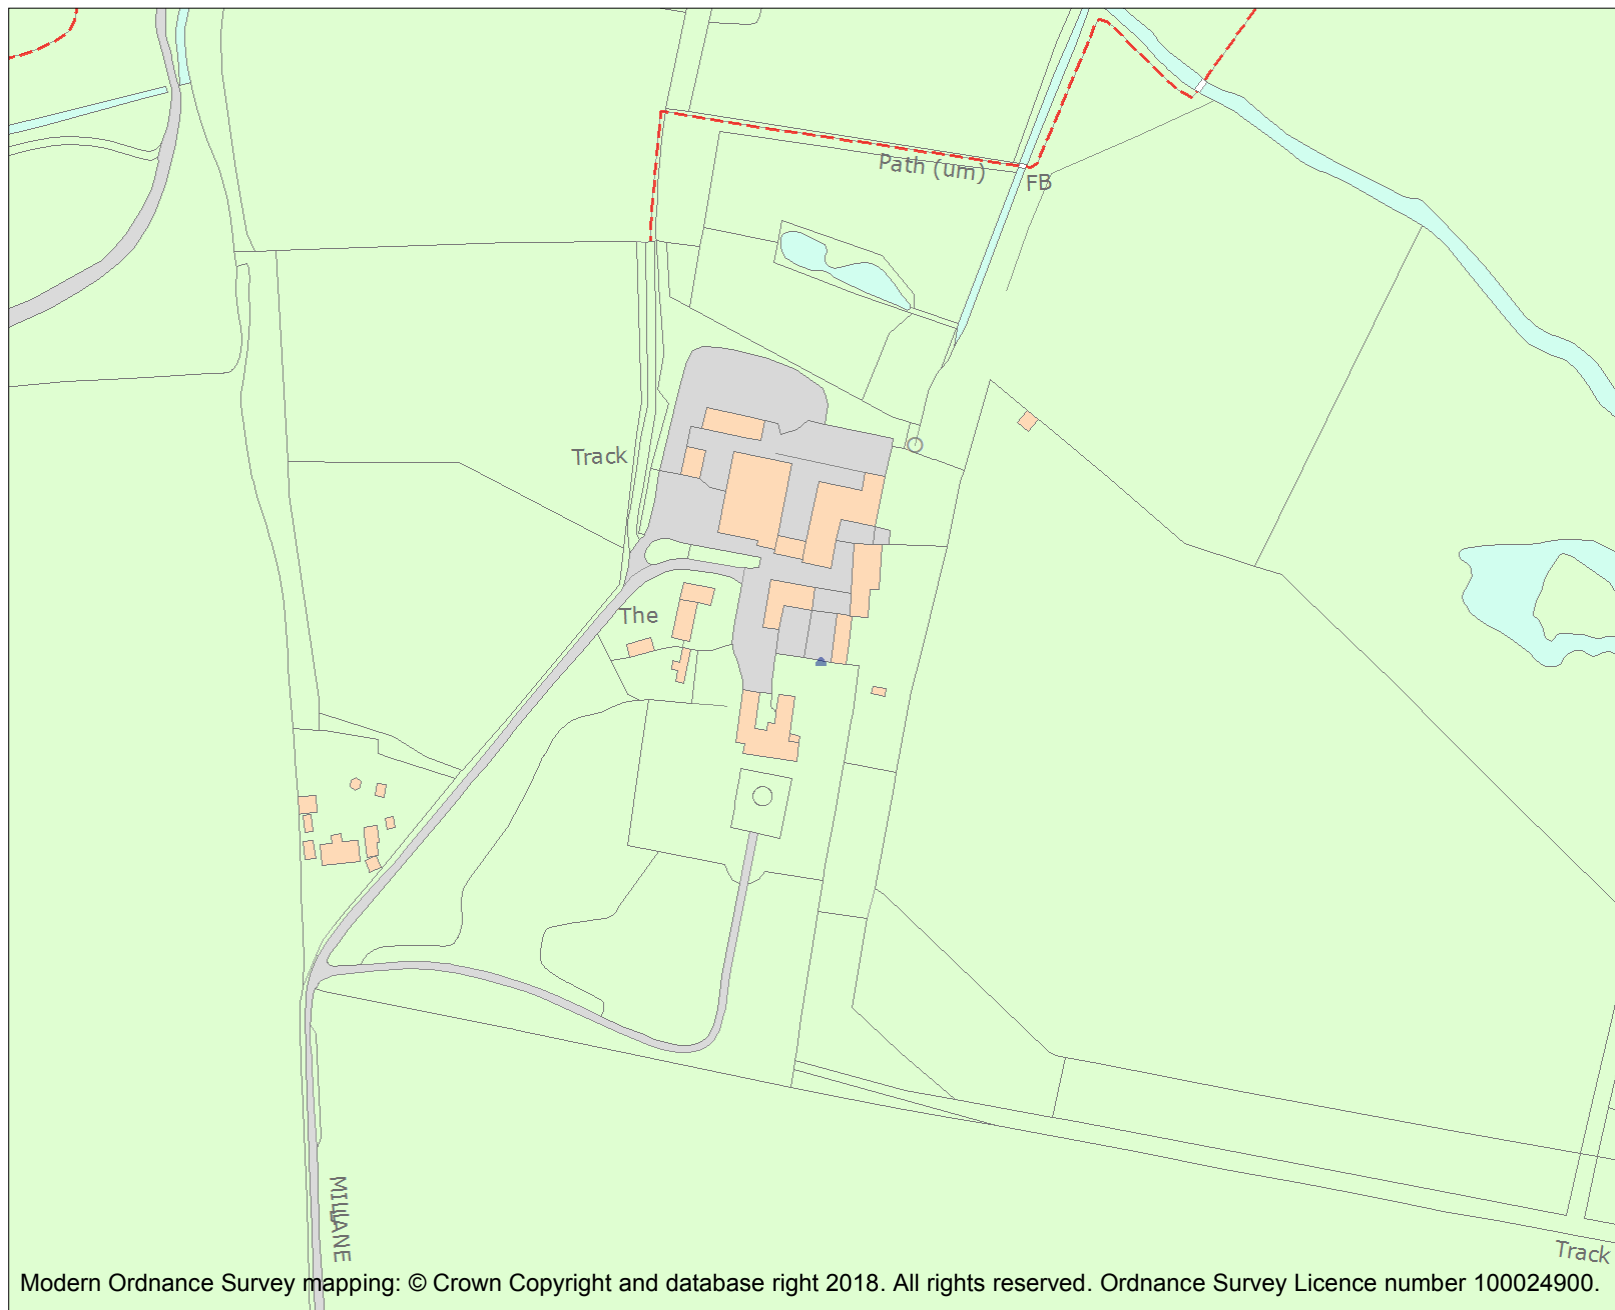 Path (um)
FB
Track
The
MILL
LANE
Track
Modern Ordnance Survey mapping: © Crown Copyright and database right 2018. All rights reserved. Ordnance Survey Licence number 100024900.